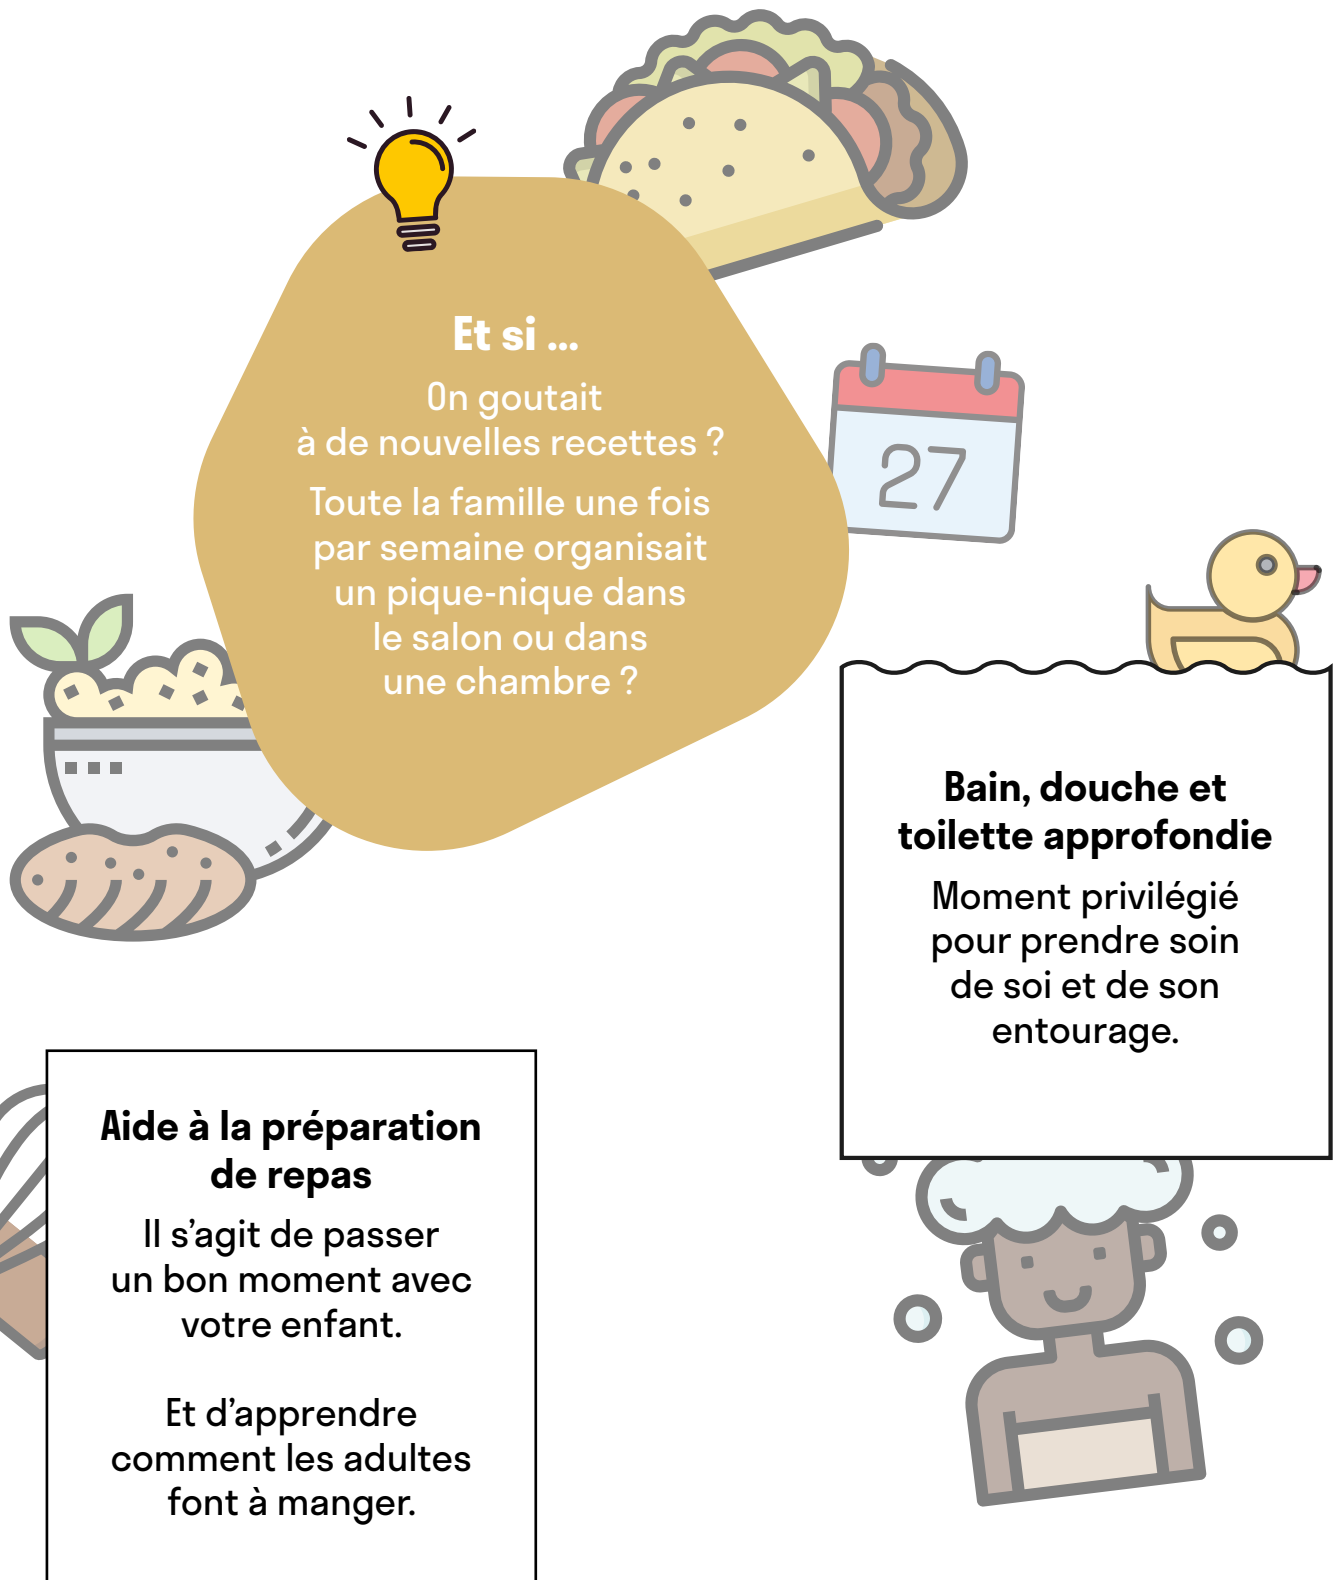 Et si ...
On goutait
à de nouvelles recettes ?
Toute la famille une fois
par semaine organisait
un pique-nique dans
le salon ou dans
une chambre ?
27
Bain, douche et
toilette approfondie
Moment privilégié
pour prendre soin
de soi et de son
entourage.
Aide à la préparation
de repas
Il s’agit de passer
un bon moment avec
votre enfant.
Et d’apprendre
comment les adultes
font à manger.